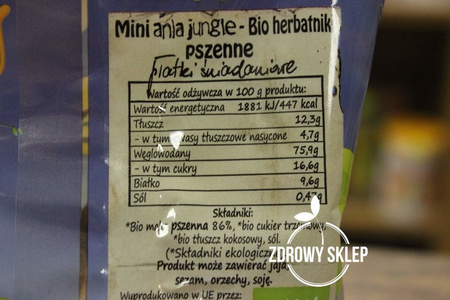 Mini ania jungle - Bio herbatnik
pszenne
Płatki śniadaniowe
Wartość odżywcza w 100 g produktu:
Wartość energetyczna 1881 kJ/447 kcal
Tłuszcz 12,3g
- w tym kwasy tłuszczowe nasycone 4,7g
Węglowodany 75,9g
- w tym cukry 16,6g
Białko 9,6g
Sól 0,47g
Składniki:
*Bio mąka pszenna 86%, *bio cukier trzcinowy,
*bio tłuszcz kokosowy, sól.
(*Składniki ekologiczne)
Produkt może zawierać jaja,
sezam, orzechy, soję.
Wyprodukowano w UE przez:
ZDROWY SKLEP